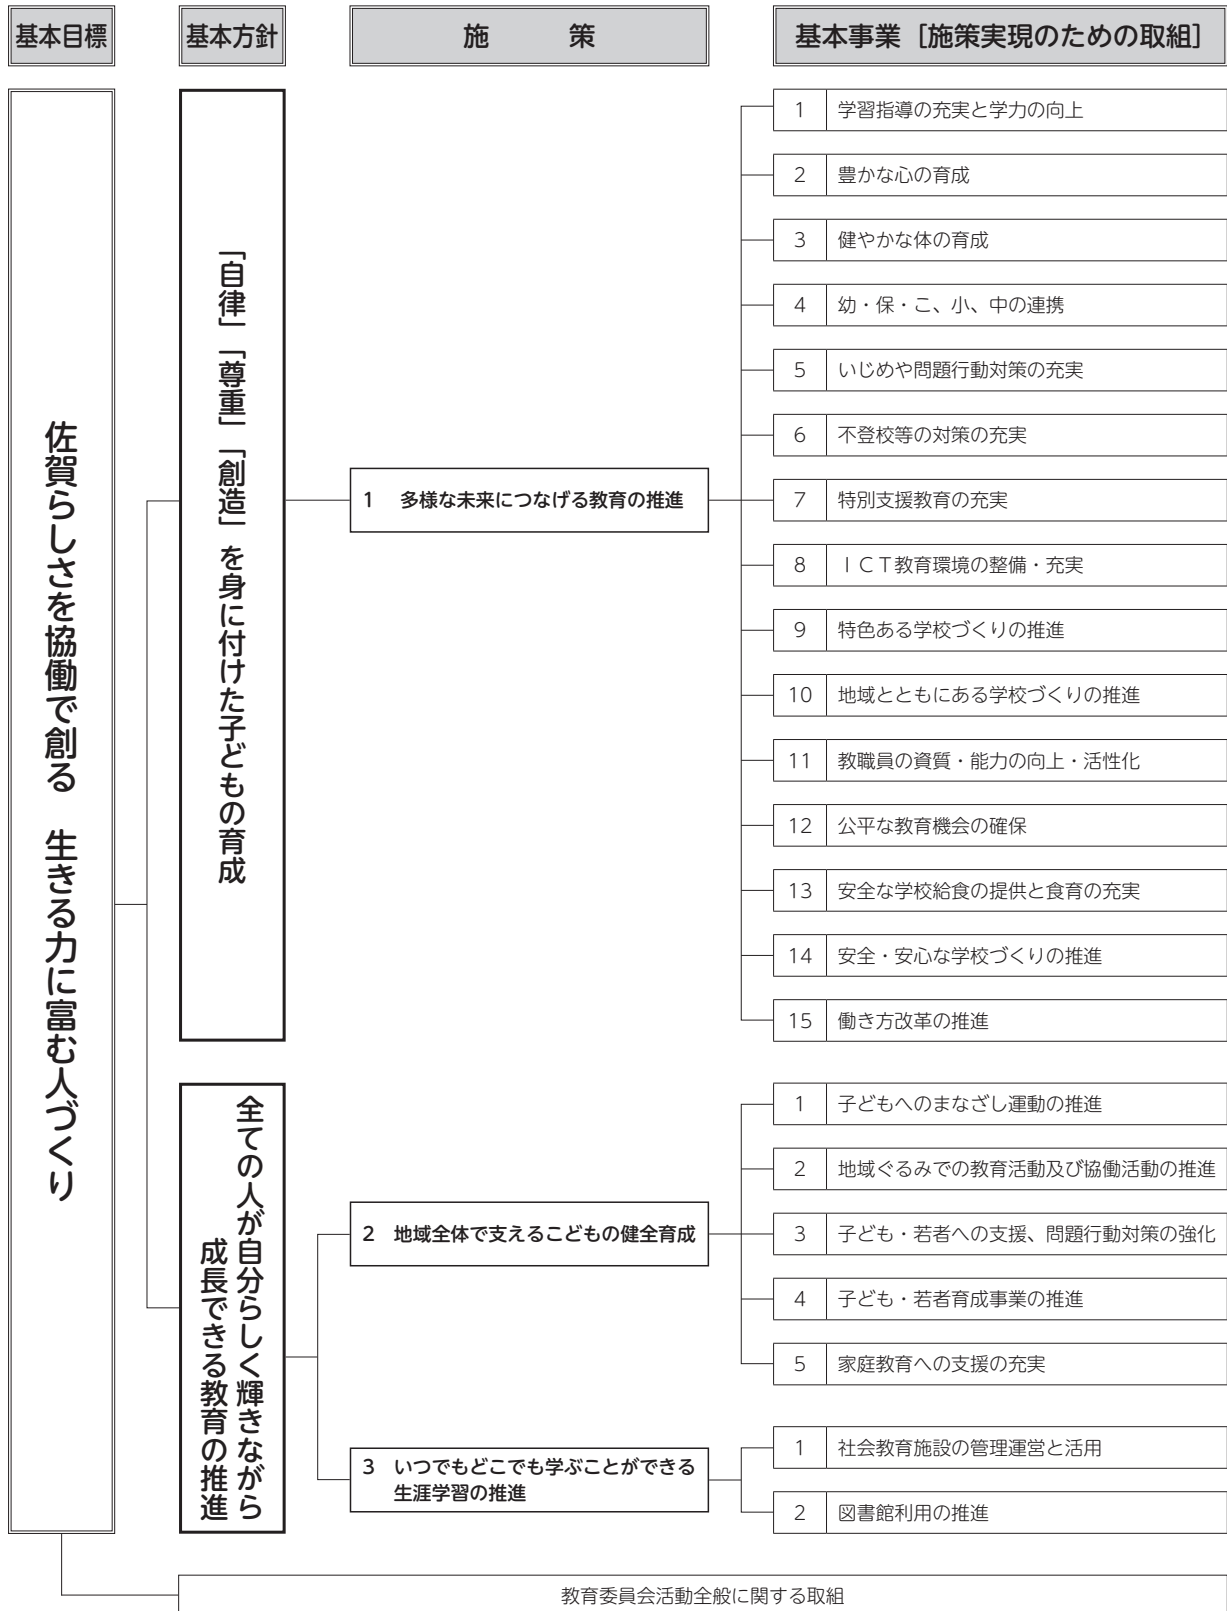 基本目標
基本方針
施　策
基本事業［施策実現のための取組］
佐賀らしさを協働で創る　生きる力に富む人づくり
「自律」「尊重」「創造」を身に付けた子どもの育成
1　多様な未来につなげる教育の推進
1　学習指導の充実と学力の向上
2　豊かな心の育成
3　健やかな体の育成
4　幼・保・こ、小、中の連携
5　いじめや問題行動対策の充実
6　不登校等の対策の充実
7　特別支援教育の充実
8　ＩＣＴ教育環境の整備・充実
9　特色ある学校づくりの推進
10　地域とともにある学校づくりの推進
11　教職員の資質・能力の向上・活性化
12　公平な教育機会の確保
13　安全な学校給食の提供と食育の充実
14　安全・安心な学校づくりの推進
15　働き方改革の推進
全ての人が自分らしく輝きながら
成長できる教育の推進
2　地域全体で支えるこどもの健全育成
1　子どもへのまなざし運動の推進
2　地域ぐるみでの教育活動及び協働活動の推進
3　子ども・若者への支援、問題行動対策の強化
4　子ども・若者育成事業の推進
5　家庭教育への支援の充実
3　いつでもどこでも学ぶことができる
生涯学習の推進
1　社会教育施設の管理運営と活用
2　図書館利用の推進
教育委員会活動全般に関する取組